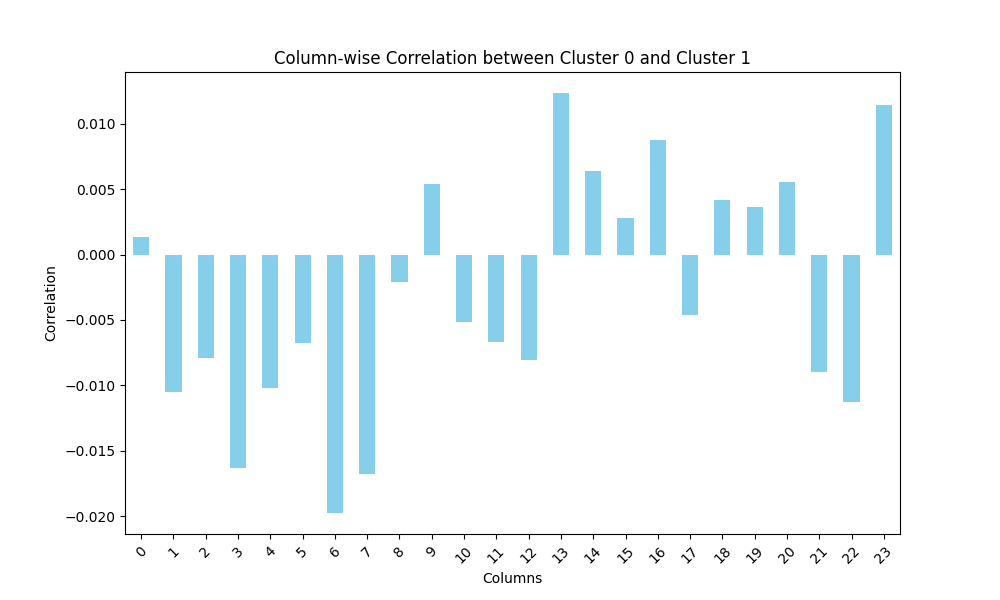 Column-wise Correlation between Cluster 0 and Cluster 1
0.010
0.005
0.000
−0.005
−0.010
−0.015
−0.020
Correlation
0 1 2 3 4 5 6 7 8 9 10 11 12 13 14 15 16 17 18 19 20 21 22 23
Columns